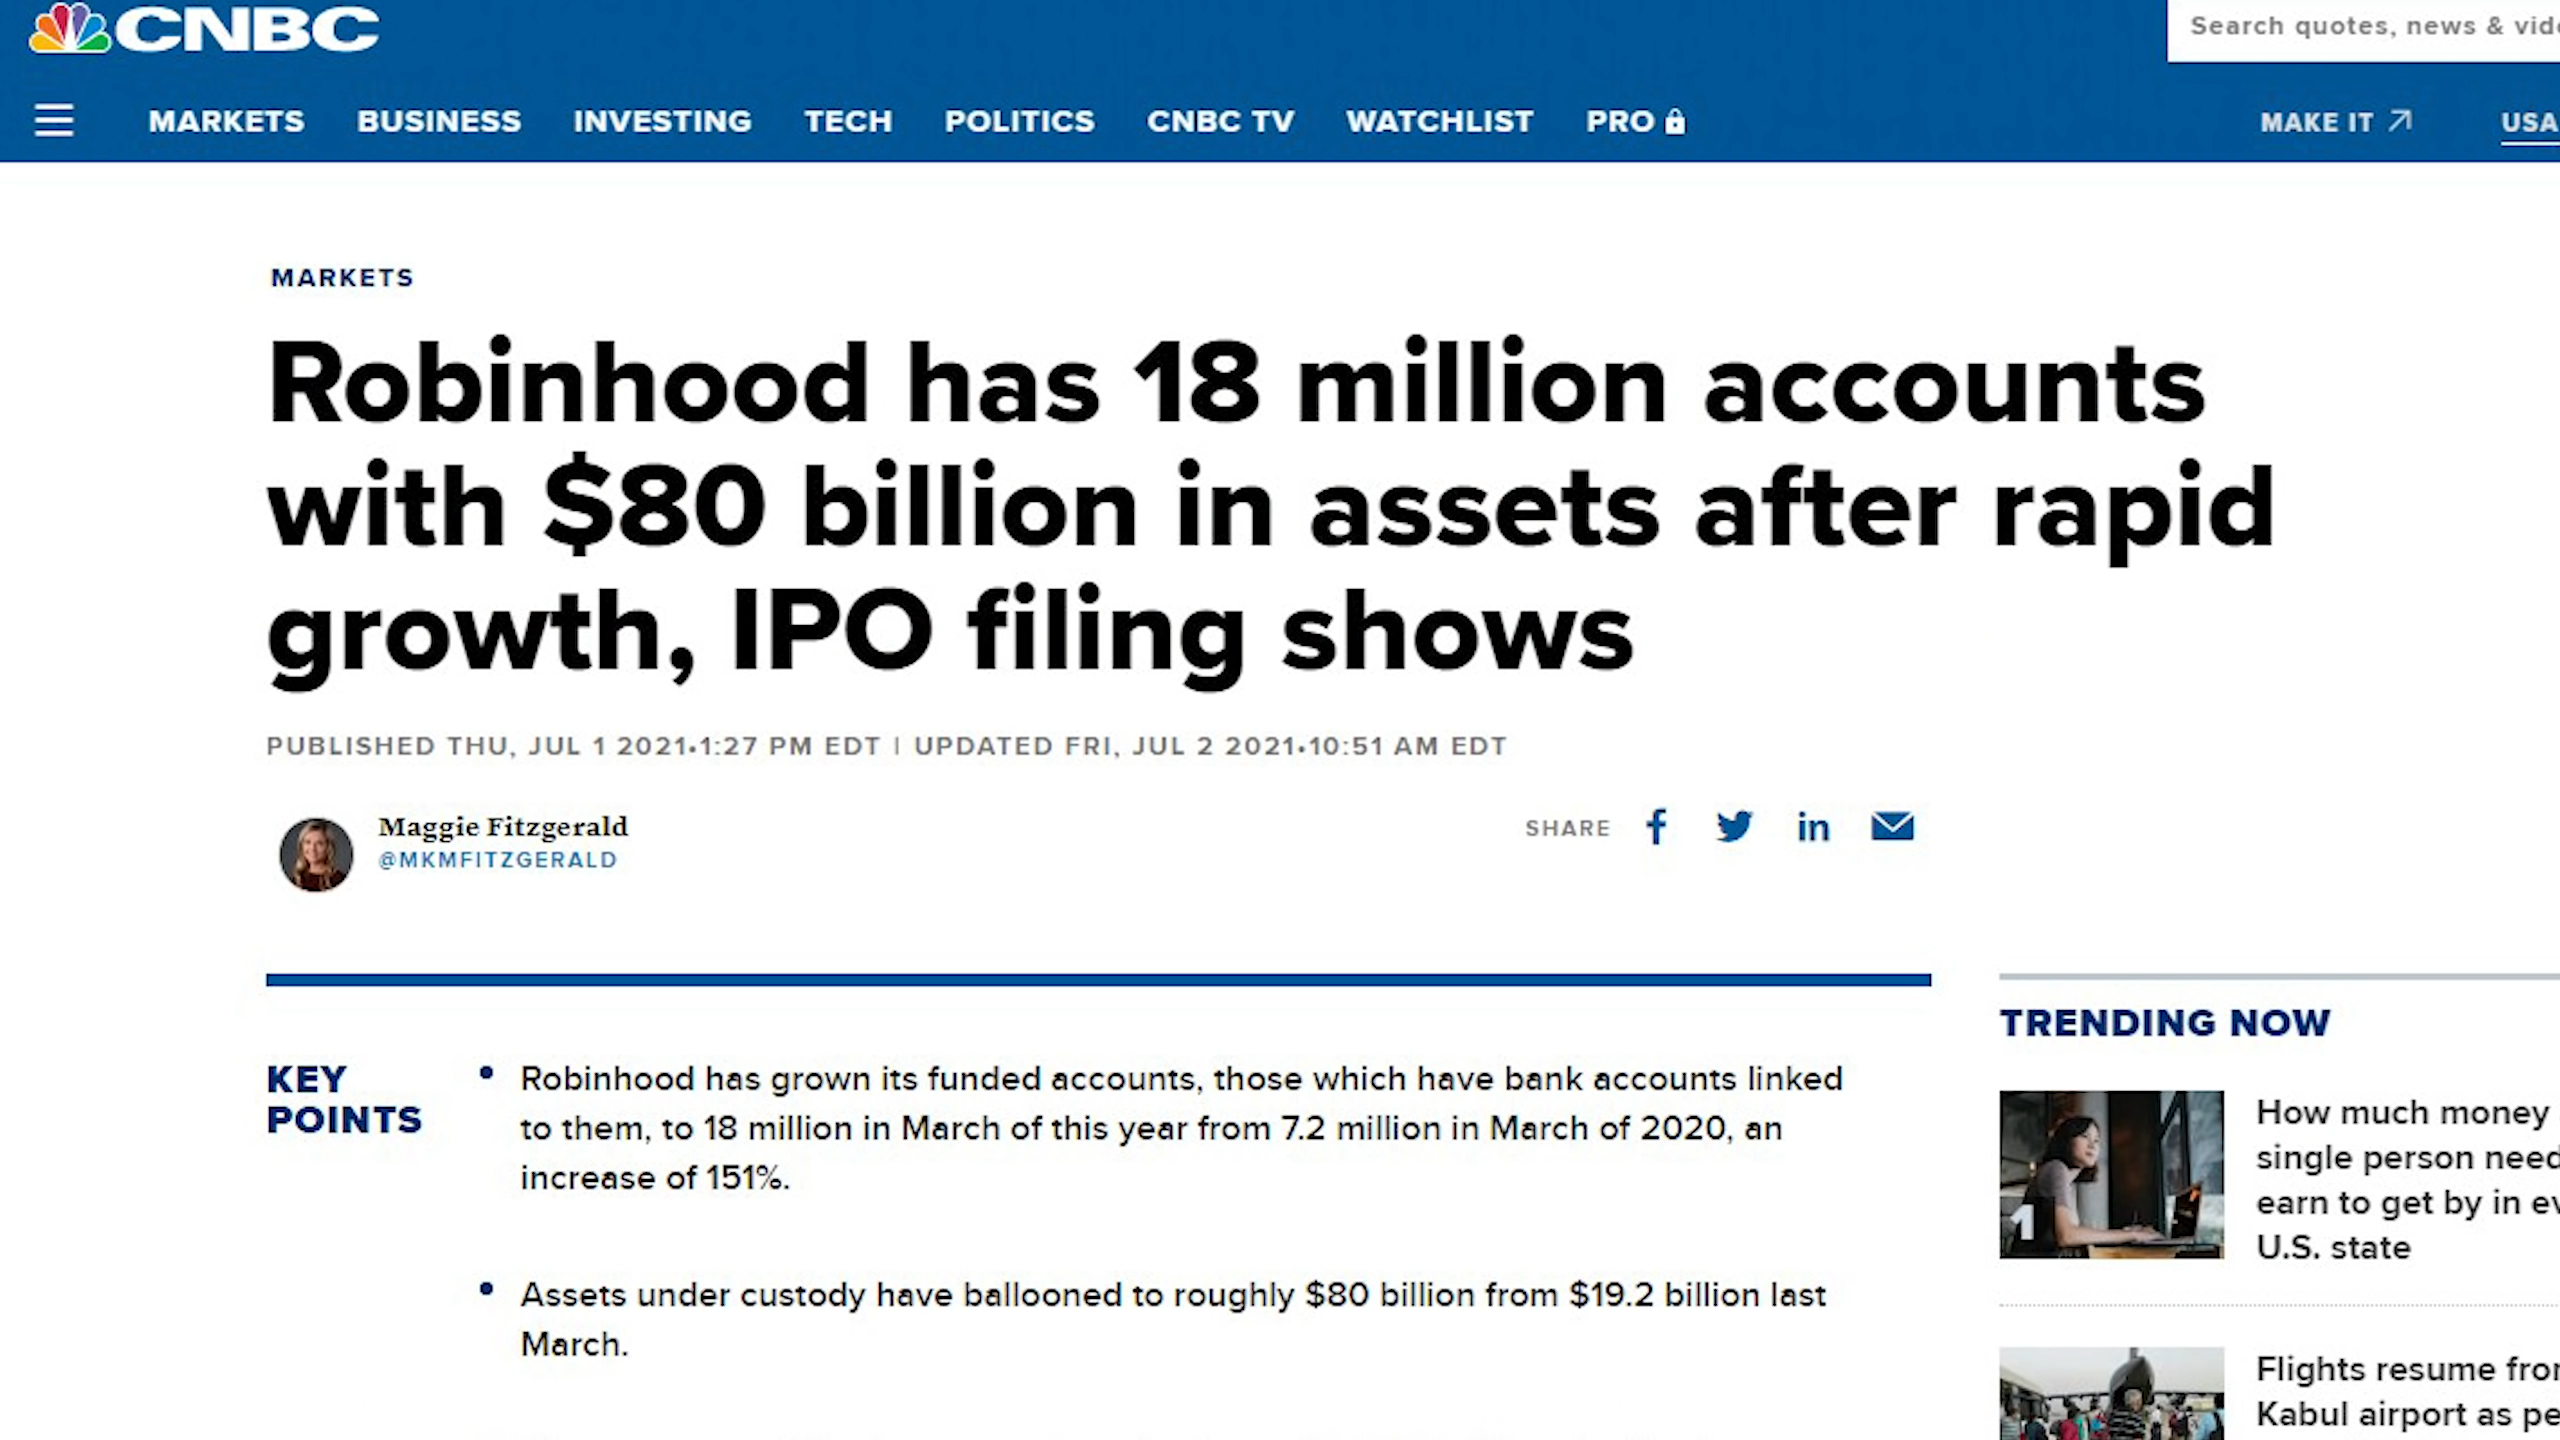 CNBC
Search quotes, news &
MARKETS BUSINESS INVESTING TECH POLITICS CNBC TV WATCHLIST PRO MAKE IT USA
MARKETS
Robinhood has 18 million accounts
with $80 billion in assets after rapid
growth, IPO filing shows
PUBLISHED THU, JUL 1 2021•1:27 PM EDT | UPDATED FRI, JUL 2 2021•10:51 AM EDT
Maggie Fitzgerald
@MKMFITZGERALD
SHARE f in
KEY
POINTS
• Robinhood has grown its funded accounts, those which have bank accounts linked
to them, to 18 million in March of this year from 7.2 million in March of 2020, an
increase of 151%.
• Assets under custody have ballooned to roughly $80 billion from $19.2 billion last
March.
TRENDING NOW
1
How much money
single person need
earn to get by in
U.S. state
Flights resume
Kabul airport as